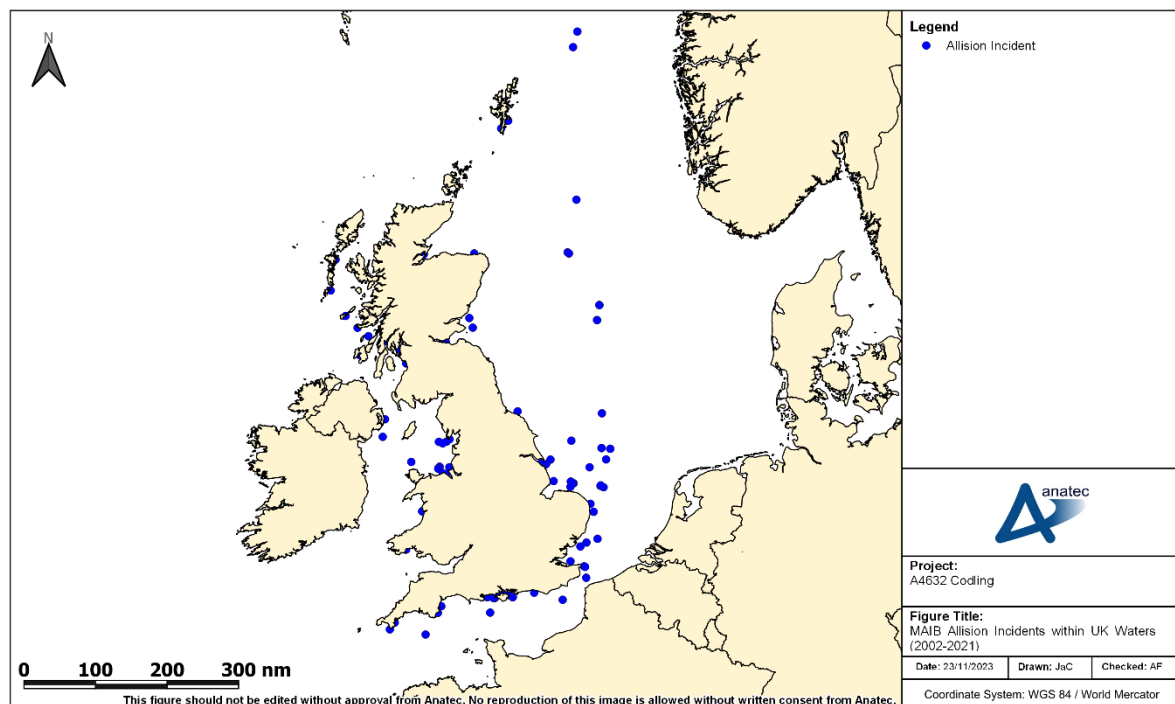 N
0 100 200 300 nm
This figure should not be edited without approval from Anatec. No reproduction of this image is allowed without written consent from Anatec.
Legend
Allision Incident
anatec
Project:
A4632 Codling
Figure Title:
MAIB Allision Incidents within UK Waters
(2002-2021)
Date: 23/11/2023 Drawn: JaC Checked: AF
Coordinate System: WGS 84 / World Mercator